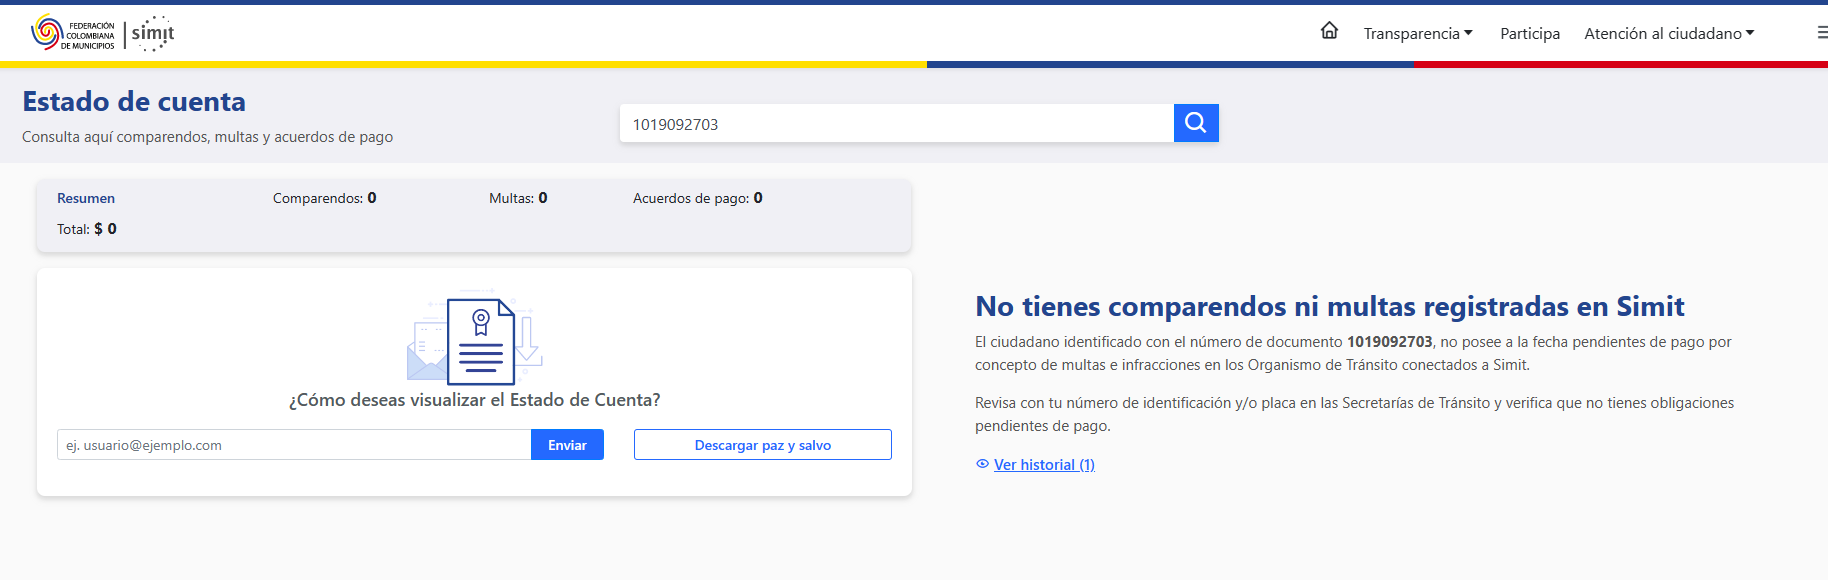 FEDERACIÓN
COLOMBIANA
DE MUNICIPIOS
simit
Transparencia
Participa
Atención al ciudadano
Estado de cuenta
Consulta aquí comparendos, multas y acuerdos de pago
1019092703
Resumen
Comparendos: 0
Multas: 0
Acuerdos de pago: 0
Total: $ 0
¿Cómo deseas visualizar el Estado de Cuenta?
ej. usuario@ejemplo.com
Enviar
Descargar paz y salvo
No tienes comparendos ni multas registradas en Simit
El ciudadano identificado con el número de documento 1019092703, no posee a la fecha pendientes de pago por
concepto de multas e infracciones en los Organismo de Tránsito conectados a Simit.
Revisa con tu número de identificación y/o placa en las Secretarías de Tránsito y verifica que no tienes obligaciones
pendientes de pago.
Ver historial (1)